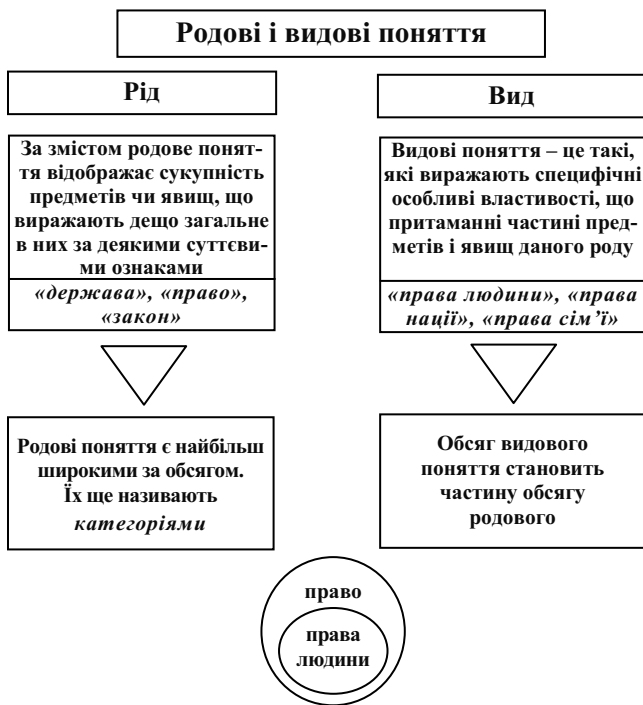 Родові і видові поняття
Рід
За змістом родове понят-
тя відображає сукупність
предметів чи явищ, що
виражають дещо загальне
в них за деякими суттєви-
ми ознаками
«держава», «право»,
«закон»
Родові поняття є найбільш
широкими за обсягом.
Їх ще називають
категоріями
Вид
Видові поняття – це такі,
які виражають специфічні
особливі властивості, що
притаманні частині пред-
метів і явищ даного роду
«права людини», «права
нації», «права сім’ї»
Обсяг видового
поняття становить
частину обсягу
родового
право
права
людини